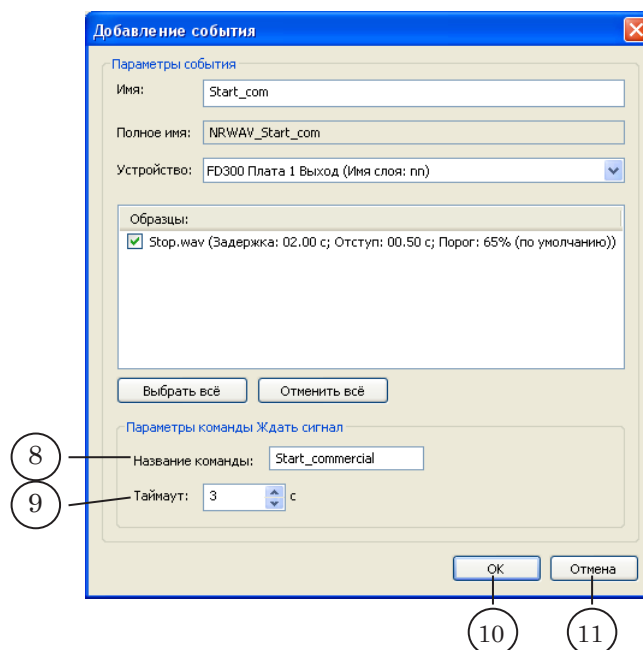 Добавление события
Параметры события
Имя: Start_com
Полное имя: NRWAV_Start_com
Устройство: FD300 Плата 1 Выход (Имя слоя: nn)
Образцы:
Stop.wav (Задержка: 02.00 с; Отступ: 00.50 с; Порог: 65% (по умолчанию))
Выбрать всё Отменить всё
Параметры команды Ждать сигнал
8 Название команды: Start_commercial
9 Таймаут: 3 с
OK Отмена
10 11